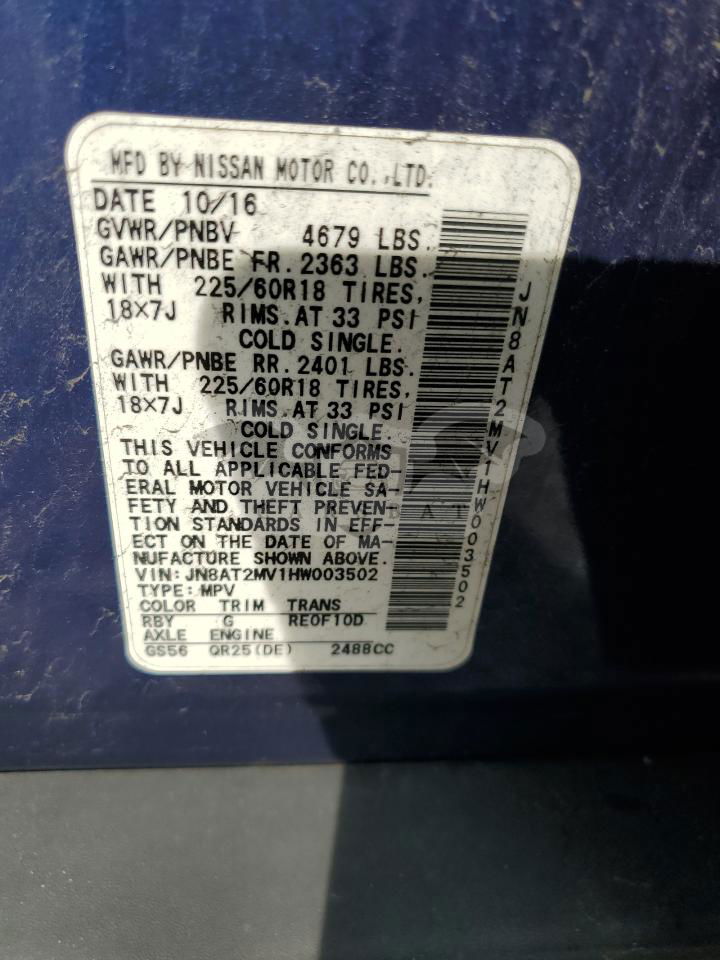 MFD BY NISSAN MOTOR CO.,LTD.
DATE 10/16
GVWR/PNBV 4679 LBS.
GAWR/PNBE FR. 2363 LBS.
WITH 225/60R18 TIRES,
18×7J RIMS.AT 33 PSI
COLD SINGLE.
GAWR/PNBE RR. 2401 LBS.
WITH 225/60R18 TIRES,
18×7J RIMS.AT 33 PSI
COLD SINGLE.
THIS VEHICLE CONFORMS
TO ALL APPLICABLE FED-
ERAL MOTOR VEHICLE SA-
FETY AND THEFT PREVEN-
TION STANDARDS IN EFF-
ECT ON THE DATE OF MA-
NUFACTURE SHOWN ABOVE.
VIN:JN8AT2MV1HW003502
TYPE:MPV
COLOR TRIM TRANS
RBY G RE0F10D
AXLE ENGINE
GS56 QR25(DE) 2488CC
JN8AT2MV1HW003502